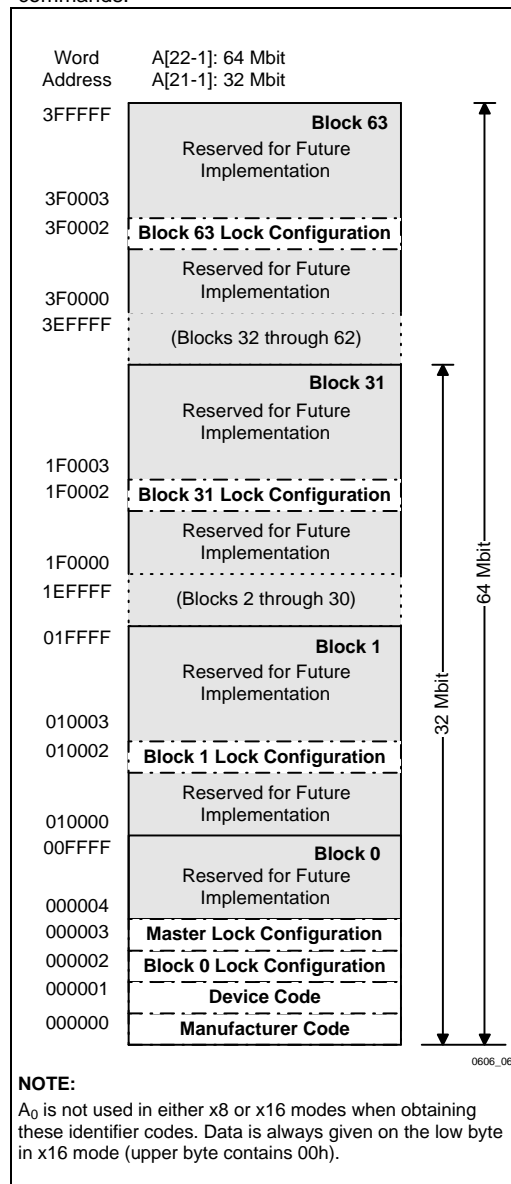 commands.
Word Address
A[22-1]: 64 Mbit
A[21-1]: 32 Mbit
3FFFFF
Block 63
Reserved for Future
Implementation
3F0003
3F0002
Block 63 Lock Configuration
Reserved for Future
Implementation
3F0000
3EFFFF
(Blocks 32 through 62)
Block 31
Reserved for Future
Implementation
1F0003
1F0002
Block 31 Lock Configuration
Reserved for Future
Implementation
1F0000
1EFFFF
(Blocks 2 through 30)
01FFFF
Block 1
Reserved for Future
Implementation
010003
010002
Block 1 Lock Configuration
Reserved for Future
Implementation
010000
00FFFF
Block 0
Reserved for Future
Implementation
000004
000003
Master Lock Configuration
000002
Block 0 Lock Configuration
000001
Device Code
000000
Manufacturer Code
32 Mbit
64 Mbit
0606_06
NOTE:
A0 is not used in either x8 or x16 modes when obtaining
these identifier codes. Data is always given on the low byte
in x16 mode (upper byte contains 00h).